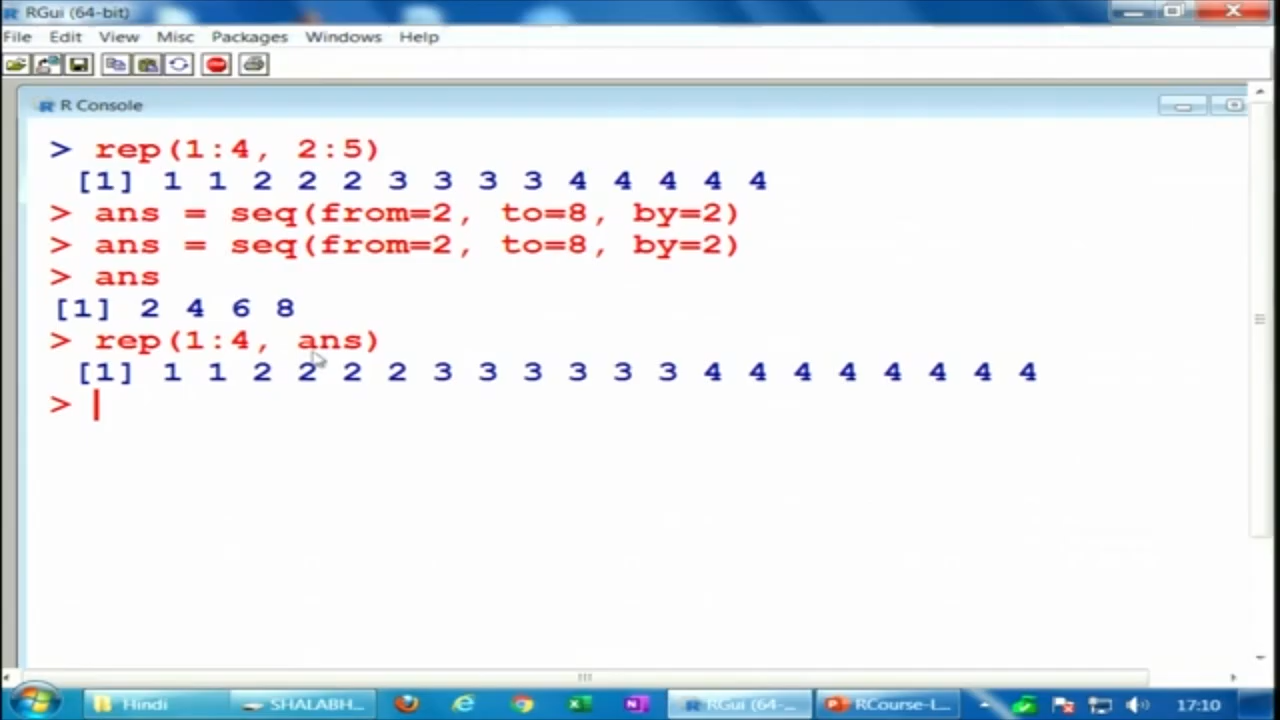 RGui (64-bit)
File Edit View Misc Packages Windows Help
STOP
R Console
> rep(1:4, 2:5)
[1] 1 1 2 2 2 3 3 3 3 4 4 4 4 4
> ans = seq(from=2, to=8, by=2)
> ans = seq(from=2, to=8, by=2)
> ans
[1] 2 4 6 8
> rep(1:4, ans)
[1] 1 1 2 2 2 2 3 3 3 3 3 3 4 4 4 4 4 4 4 4
>
Hindi SHALABH... RGui (64-... RCourse-L... 17:10